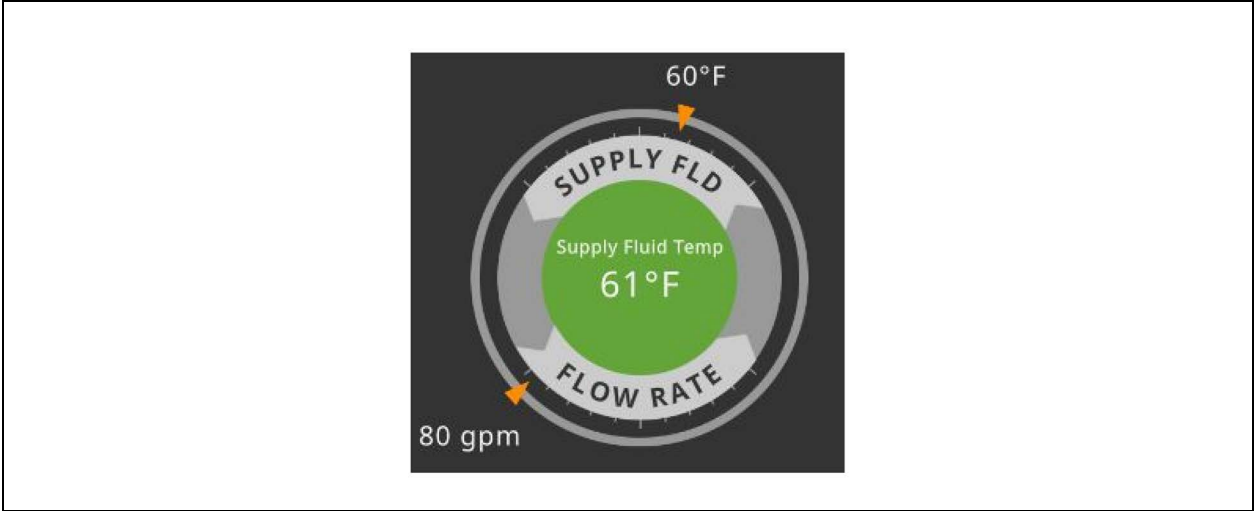 60°F
SUPPLY FLD
Supply Fluid Temp
61°F
FLOW RATE
80 gpm